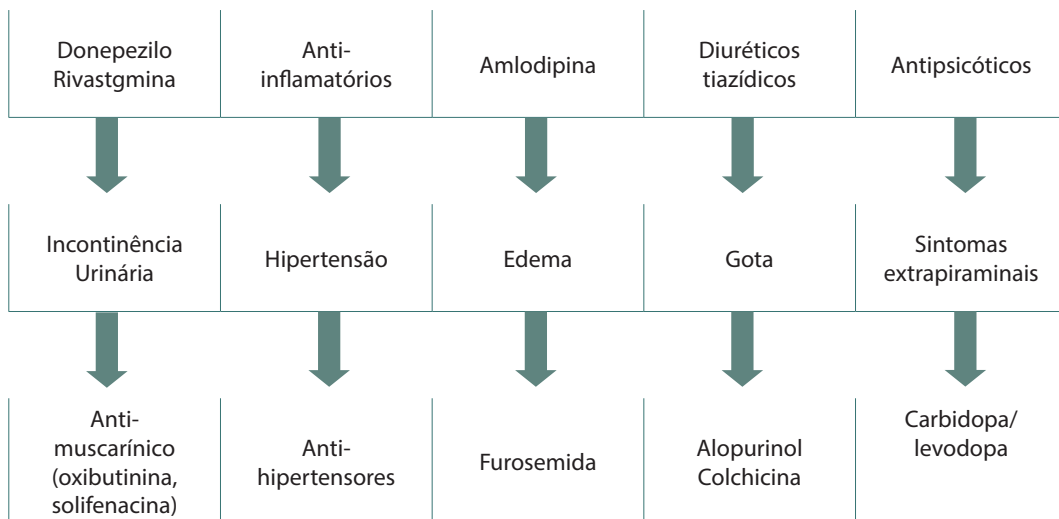 Donepezilo
Rivastgmina
Anti-
inflamatórios
Amlodipina
Diuréticos
tiazídicos
Antipsicóticos
Incontinência
Urinária
Hipertensão
Edema
Gota
Sintomas
extrapiraminais
Anti-
muscarínico
(oxibutinina,
solifenacina)
Anti-
hipertensores
Furosemida
Alopurinol
Colchicina
Carbidopa/
levodopa